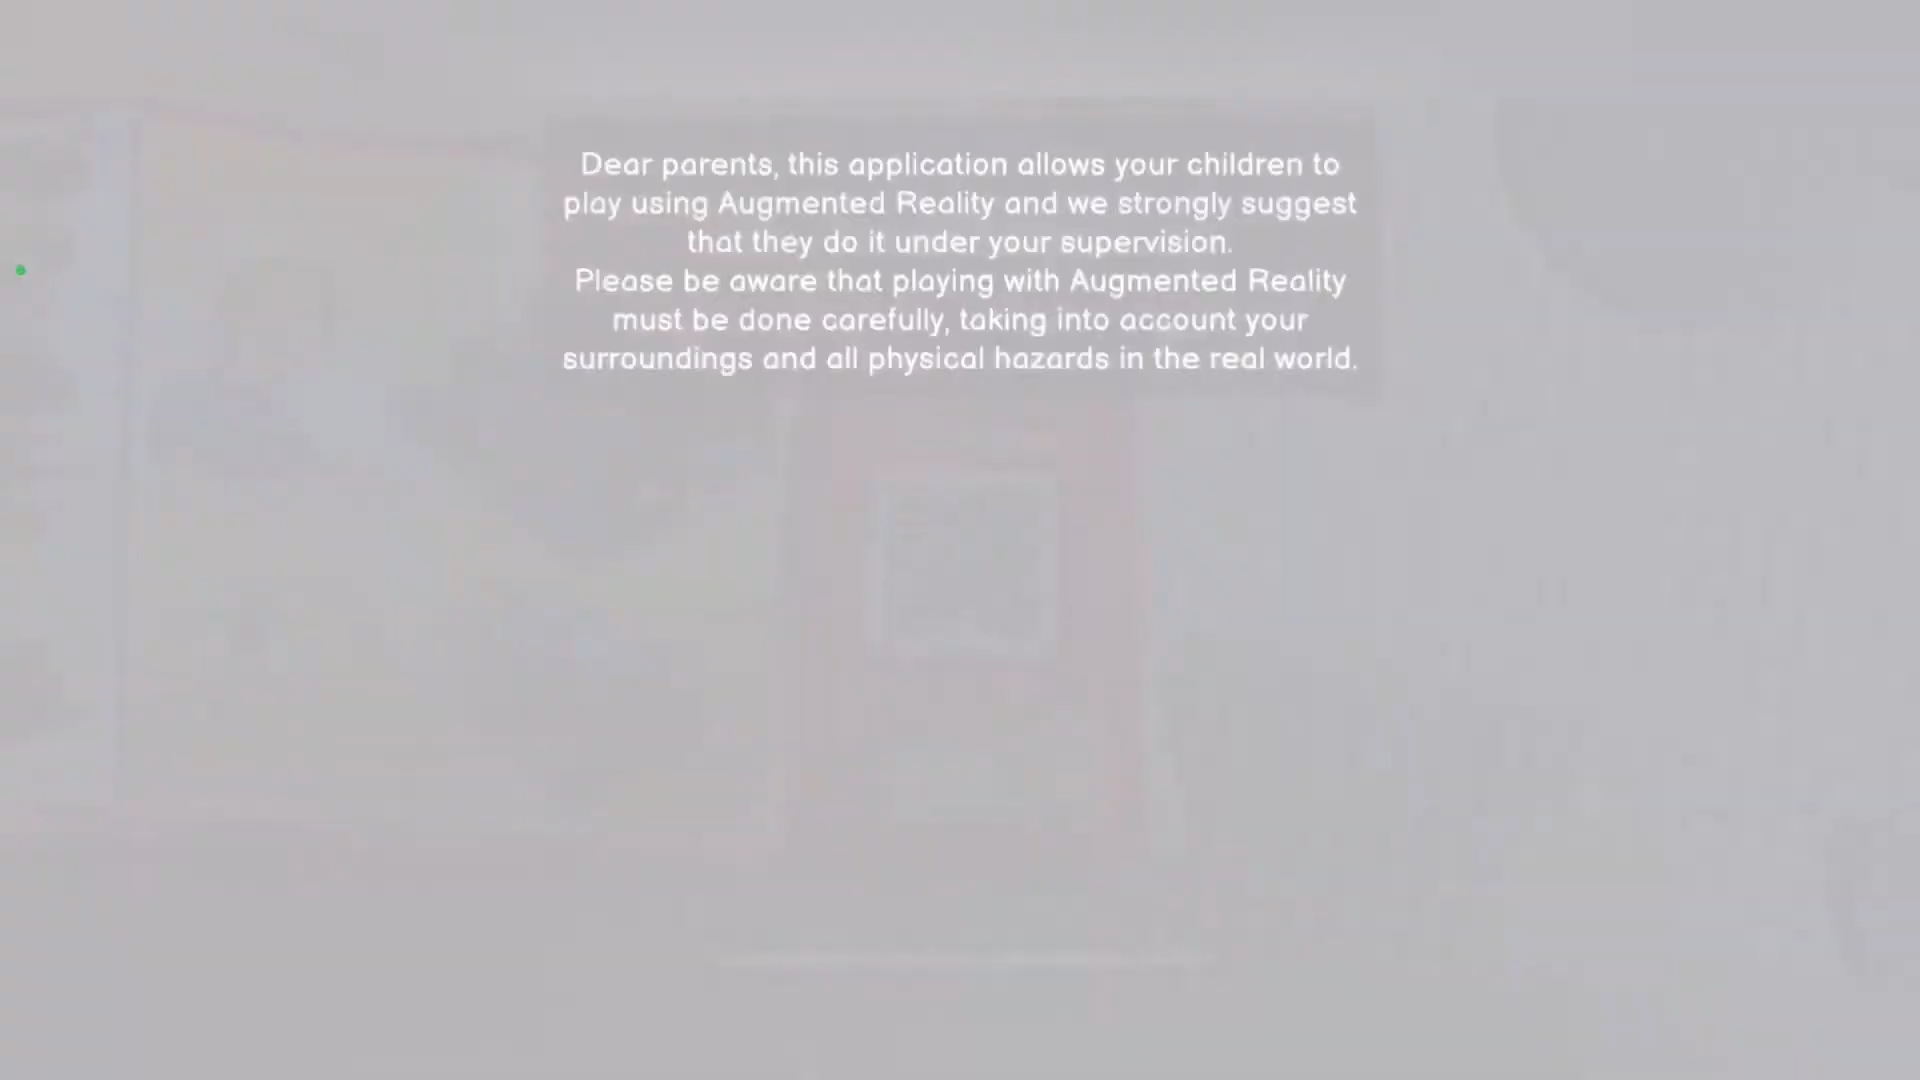 Dear parents, this application allows your children to
play using Augmented Reality and we strongly suggest
that they do it under your supervision.
Please be aware that playing with Augmented Reality
must be done carefully, taking into account your
surroundings and all physical hazards in the real world.